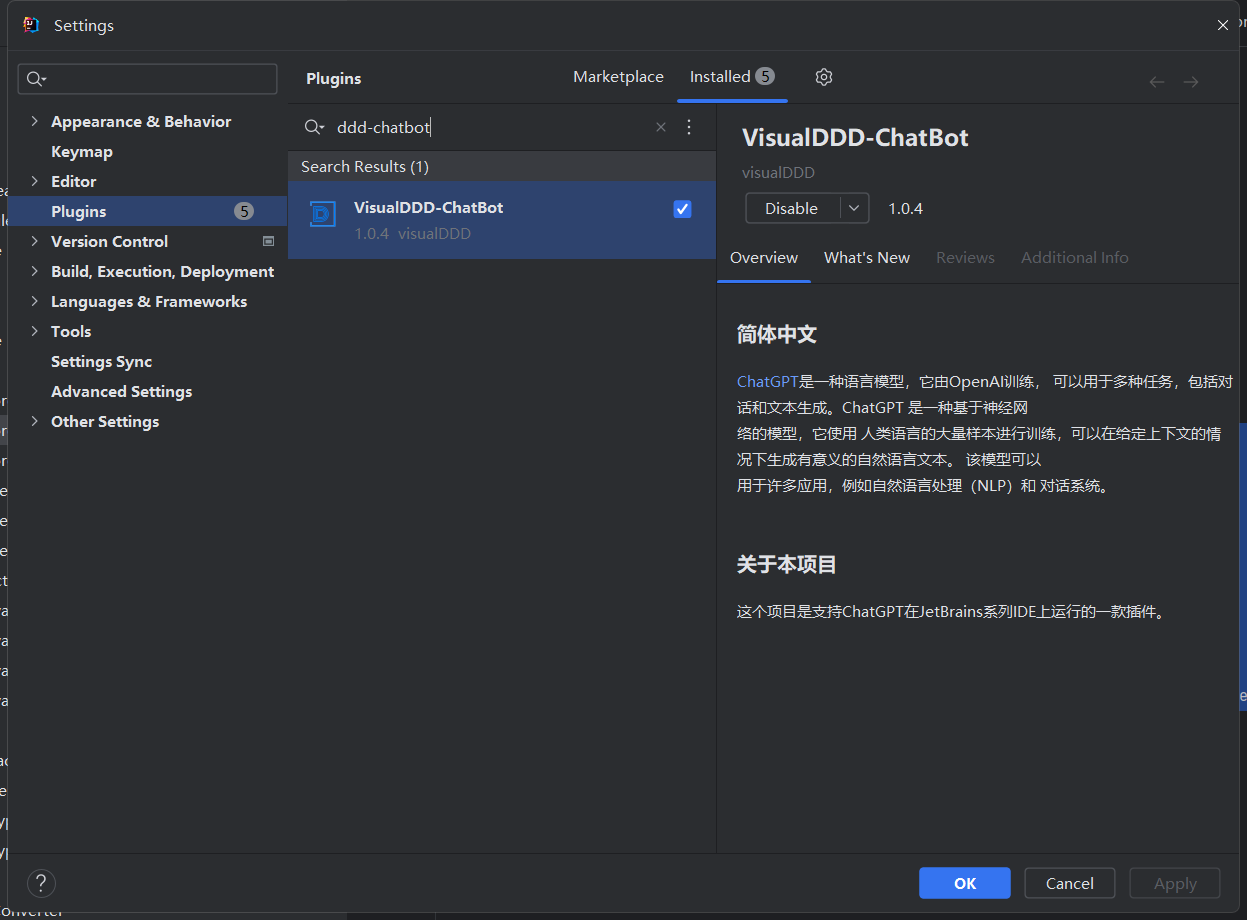 Settings
Plugins
Marketplace
Installed 5
Appearance & Behavior
Keymap
Editor
Plugins 5
Version Control
Build, Execution, Deployment
Languages & Frameworks
Tools
Settings Sync
Advanced Settings
Other Settings
ddd-chatbot
Search Results (1)
VisualDDD-ChatBot
1.0.4 visualDDD
VisualDDD-ChatBot
visualDDD
Disable 1.0.4
Overview What's New Reviews Additional Info
简体中文
ChatGPT是一种语言模型，它由OpenAI训练， 可以用于多种任务，包括对
话和文本生成。ChatGPT 是一种基于神经网
络的模型，它使用 人类语言的大量样本进行训练，可以在给定上下文的情
况下生成有意义的自然语言文本。 该模型可以
用于许多应用，例如自然语言处理（NLP）和 对话系统。
关于本项目
这个项目是支持ChatGPT在JetBrains系列IDE上运行的一款插件。
?
OK Cancel Apply